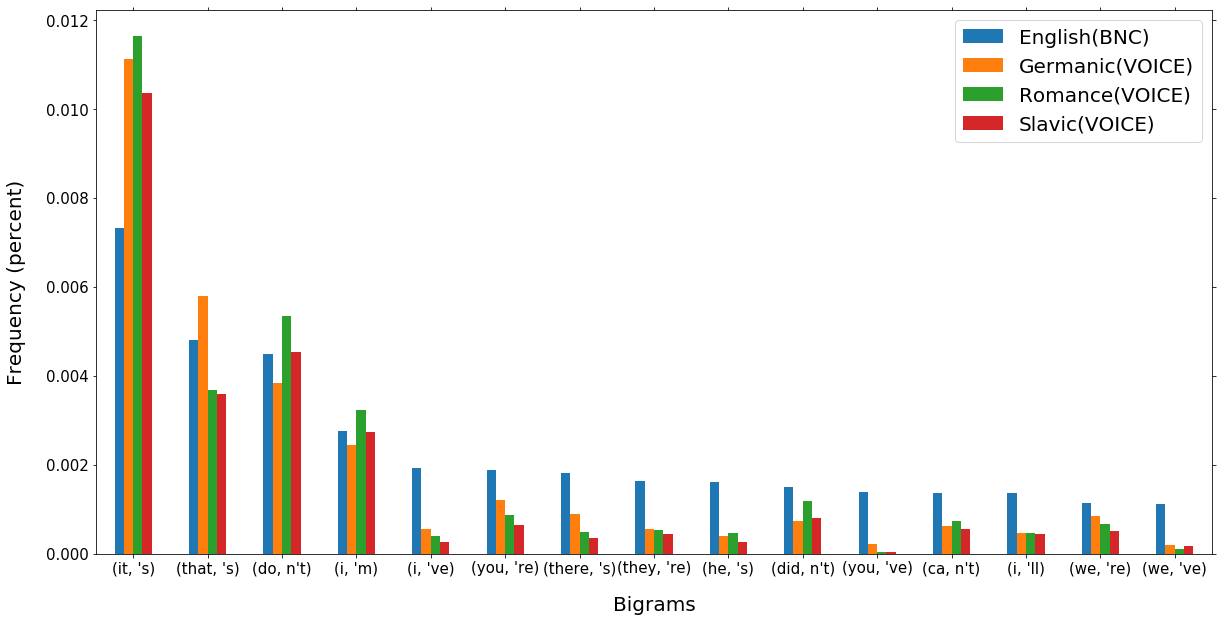 Frequency (percent)
0.012
0.010
0.008
0.006
0.004
0.002
0.000
English(BNC)
Germanic(VOICE)
Romance(VOICE)
Slavic(VOICE)
(it, 's) (that, 's) (do, n't) (i, 'm) (i, 've) (you, 're) (there, 's) (they, 're) (he, 's) (did, n't) (you, 've) (ca, n't) (i, 'll) (we, 're) (we, 've)
Bigrams